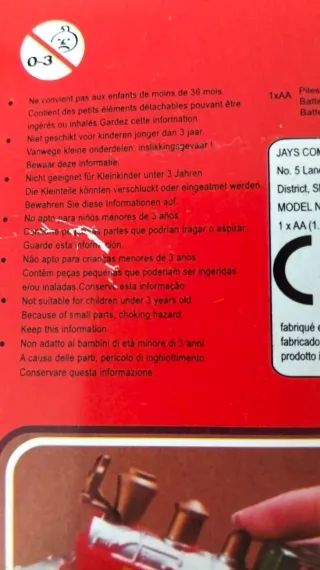 0-3
Ne convient pas aux enfants de moins de 36 mois.
Contient des petits éléments détachables pouvant être
ingérés ou inhalés.Gardez cette information.
Niet geschikt voor kinderen jonger dan 3 jaar.
Vanwege kleine onderdelen: inslikkingsgevaar !
Bewaar deze informatie.
Nicht geeignet für Kleinkinder unter 3 Jahren
Die Kleinteile könnten verschluckt oder eingeatmet werden.
Bewahren Sie diese Informationen auf.
No apto para niños menores de 3 años
partes que podrían tragar o aspirar.
Guarde esta información.
Não apto para crianças menores de 3 anos
Contém peças pequenas que poderiam ser ingeridas
e/ou inaladas.Conserve esta informação
Not suitable for children under 3 years old
Because of small parts, choking hazard
Keep this information
Non adatto ai bambini di età minore di 3 anni
A causa delle parti, pericolo di inghiottimento
Conservare questa informazione
1xAA Piles
Batte
Batte
JAYS COM
No. 5 Lane
District, S
MODEL N
1 x AA (1.
CE
fabriqué e
fabricado
prodotto i